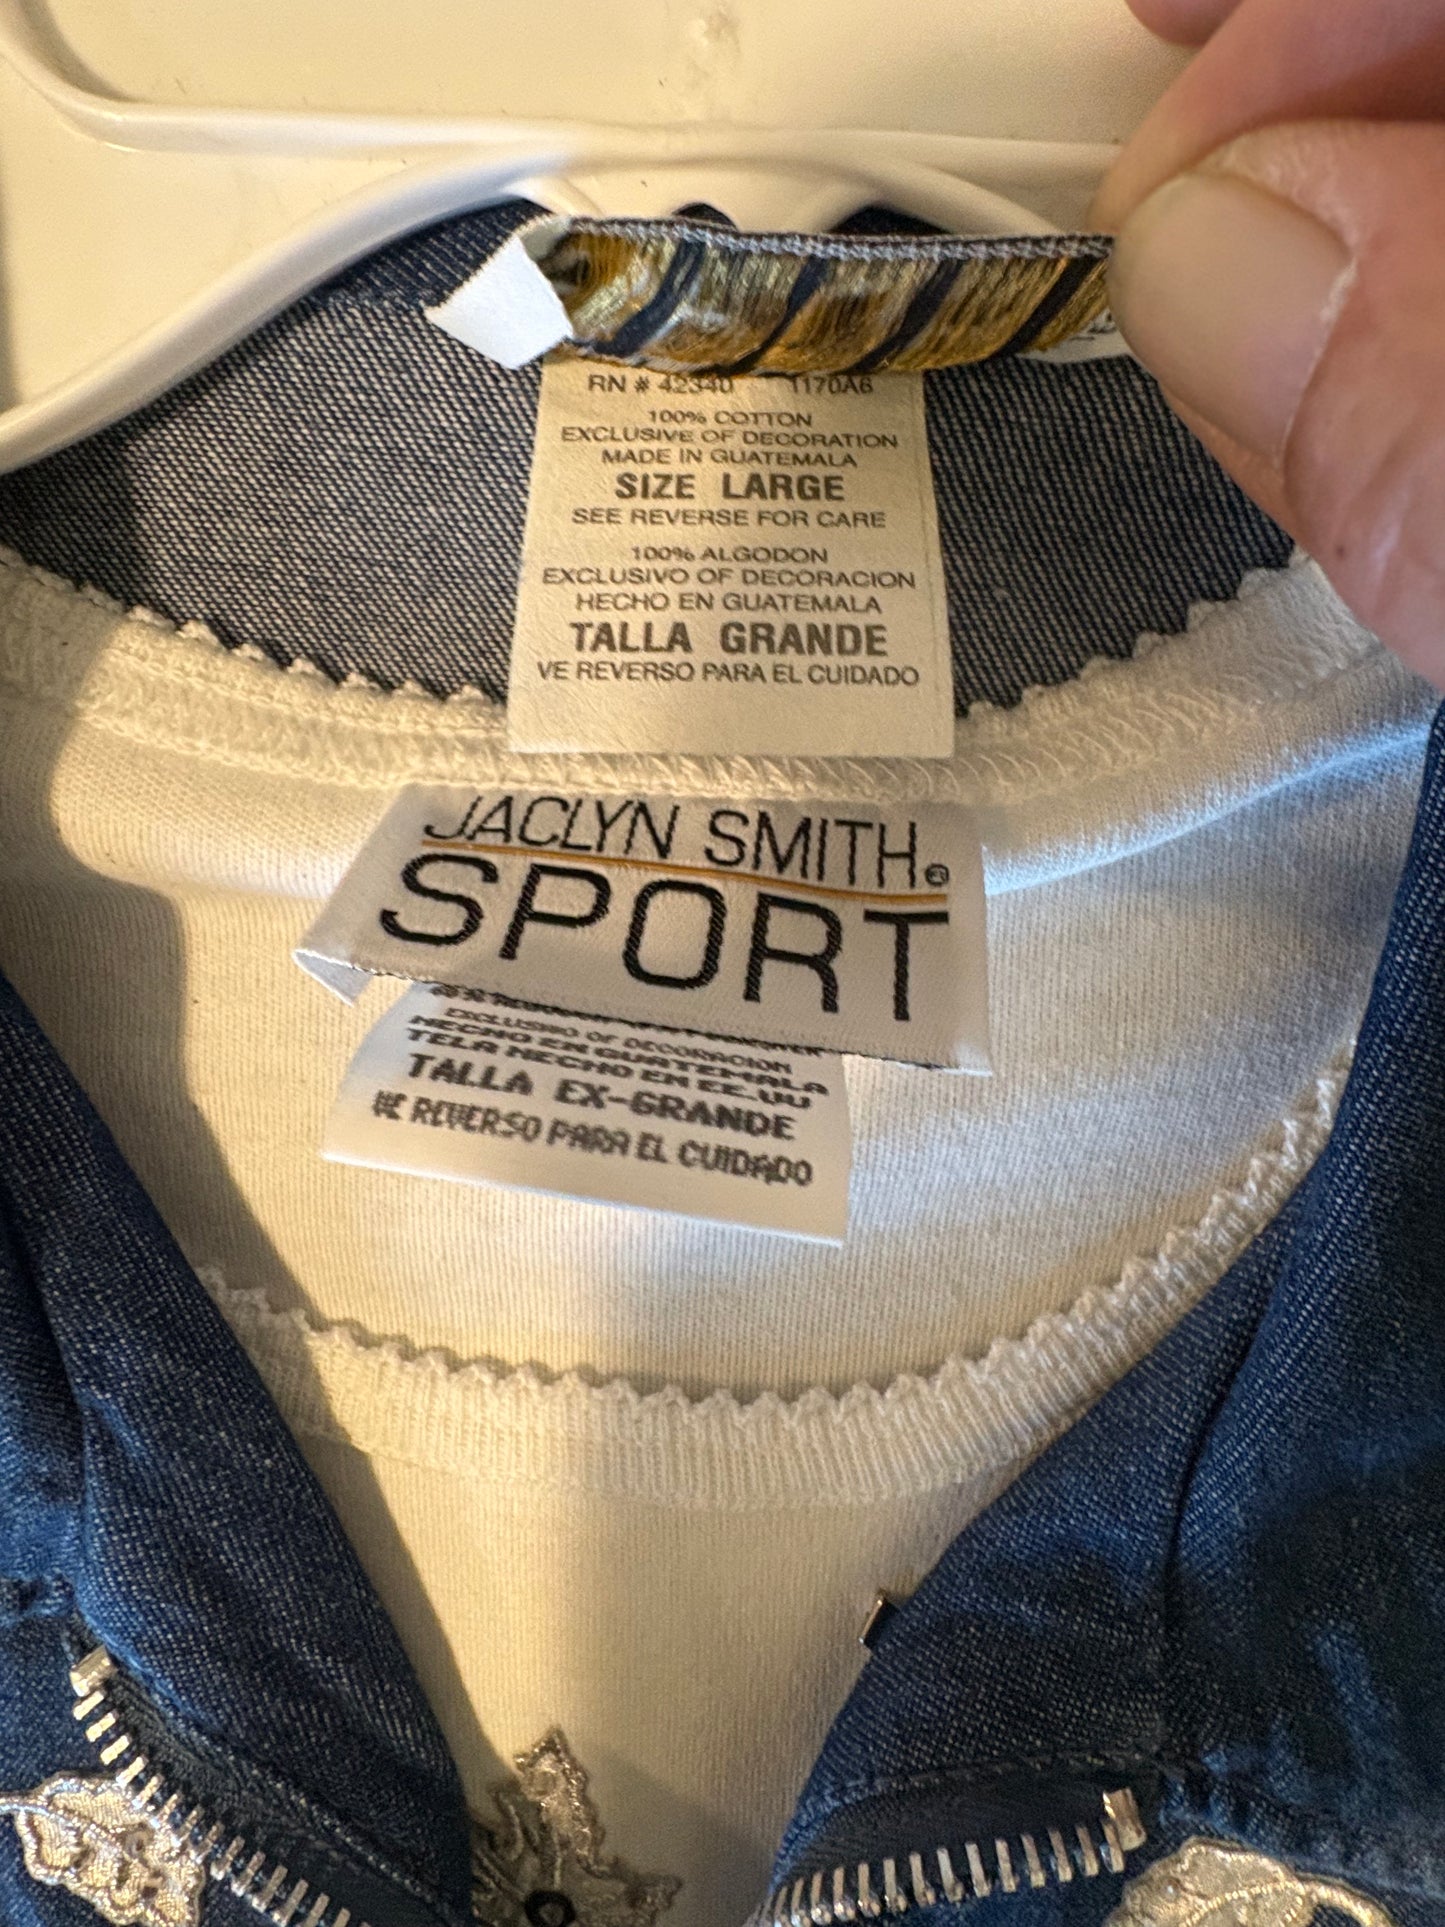 RN # 42340 1170A6
100% COTTON
EXCLUSIVE OF DECORATION
MADE IN GUATEMALA
SIZE LARGE
SEE REVERSE FOR CARE
100% ALGODON
EXCLUSIVO OF DECORACION
HECHO EN GUATEMALA
TALLA GRANDE
VE REVERSO PARA EL CUIDADO
JACLYN SMITH®
SPORT
EXCLUSIVO OF DECORACION
HECHO EN GUATEMALA
TELA HECHO EN EE.UU
TALLA EX-GRANDE
VE REVERSO PARA EL CUIDADO